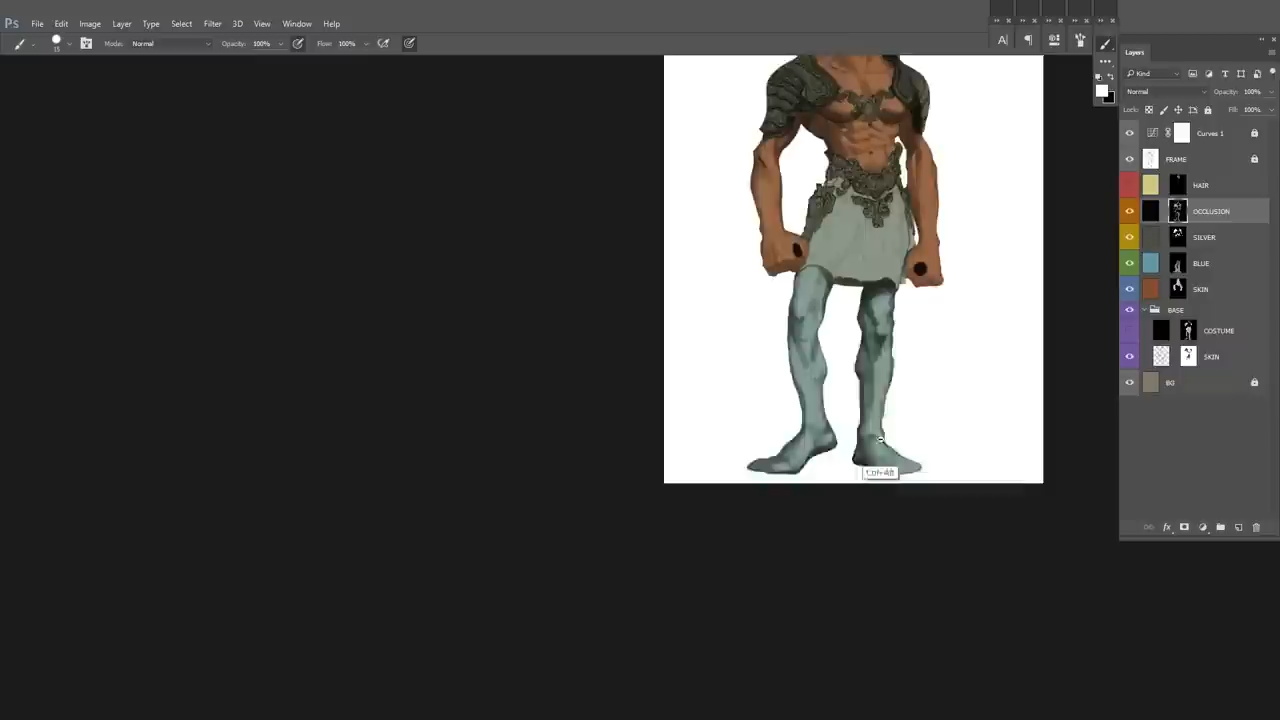 Ps File Edit Image Layer Type Select Filter 3D View Window Help
15 Mode: Normal Opacity: 100% Flow: 100%
A ¶
Layers
Kind
Normal Opacity: 100%
Lock: Fill: 100%
Curves 1
FRAME
HAIR
OCCLUSION
SILVER
BLUE
SKIN
BASE
COSTUME
SKIN
BG
fx